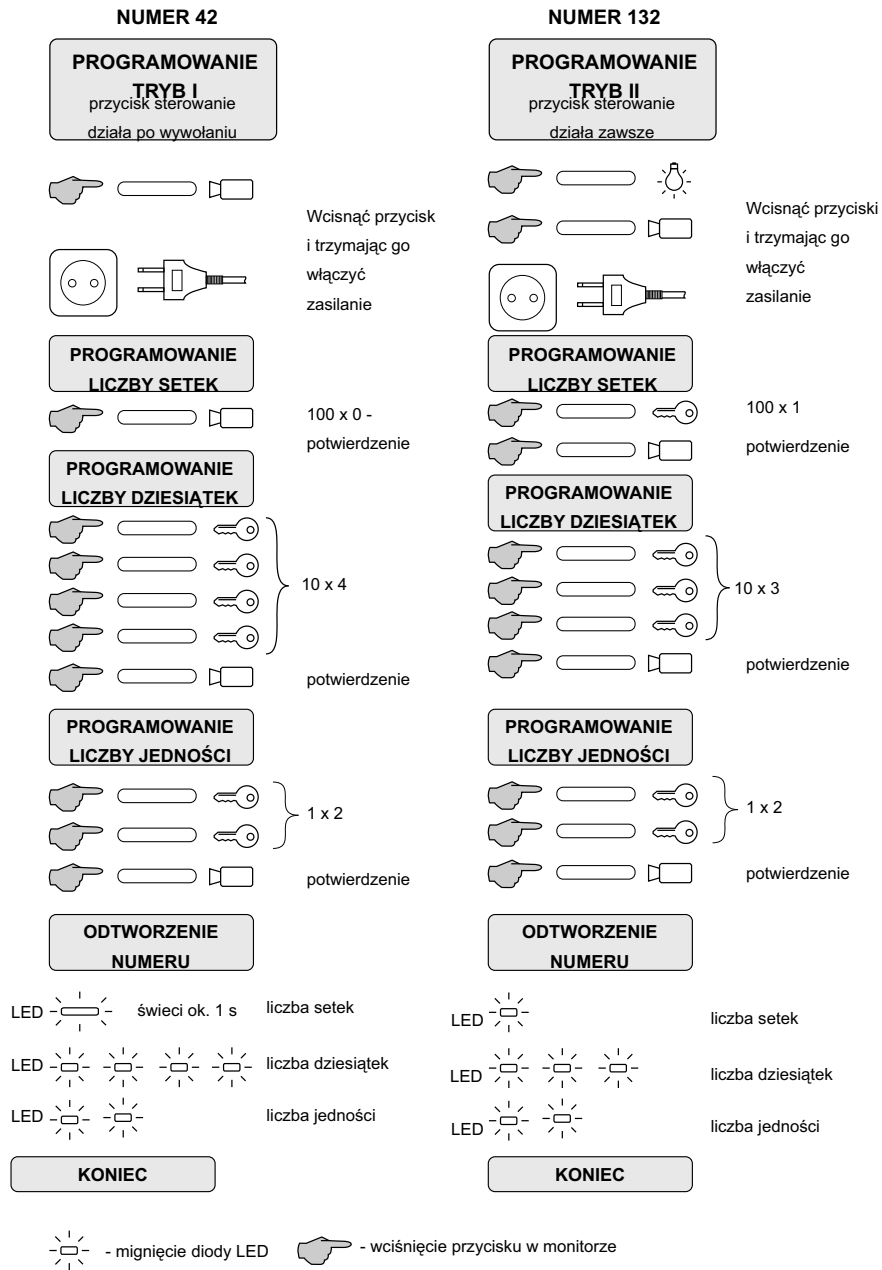 NUMER 42
PROGRAMOWANIE
TRYB I
przycisk sterowanie
działa po wywołaniu
Wcisnąć przycisk
i trzymając go
włączyć
zasilanie
PROGRAMOWANIE
LICZBY SETEK
100 x 0 -
potwierdzenie
PROGRAMOWANIE
LICZBY DZIESIĄTEK
10 x 4
potwierdzenie
PROGRAMOWANIE
LICZBY JEDNOŚCI
1 x 2
potwierdzenie
ODTWORZENIE
NUMERU
LED świeci ok. 1 s liczba setek
LED liczba dziesiątek
LED liczba jedności
KONIEC
NUMER 132
PROGRAMOWANIE
TRYB II
przycisk sterowanie
działa zawsze
Wcisnąć przyciski
i trzymając go
włączyć
zasilanie
PROGRAMOWANIE
LICZBY SETEK
100 x 1
potwierdzenie
PROGRAMOWANIE
LICZBY DZIESIĄTEK
10 x 3
potwierdzenie
PROGRAMOWANIE
LICZBY JEDNOŚCI
1 x 2
potwierdzenie
ODTWORZENIE
NUMERU
LED liczba setek
LED liczba dziesiątek
LED liczba jedności
KONIEC
- mignięcie diody LED - wciśnięcie przycisku w monitorze